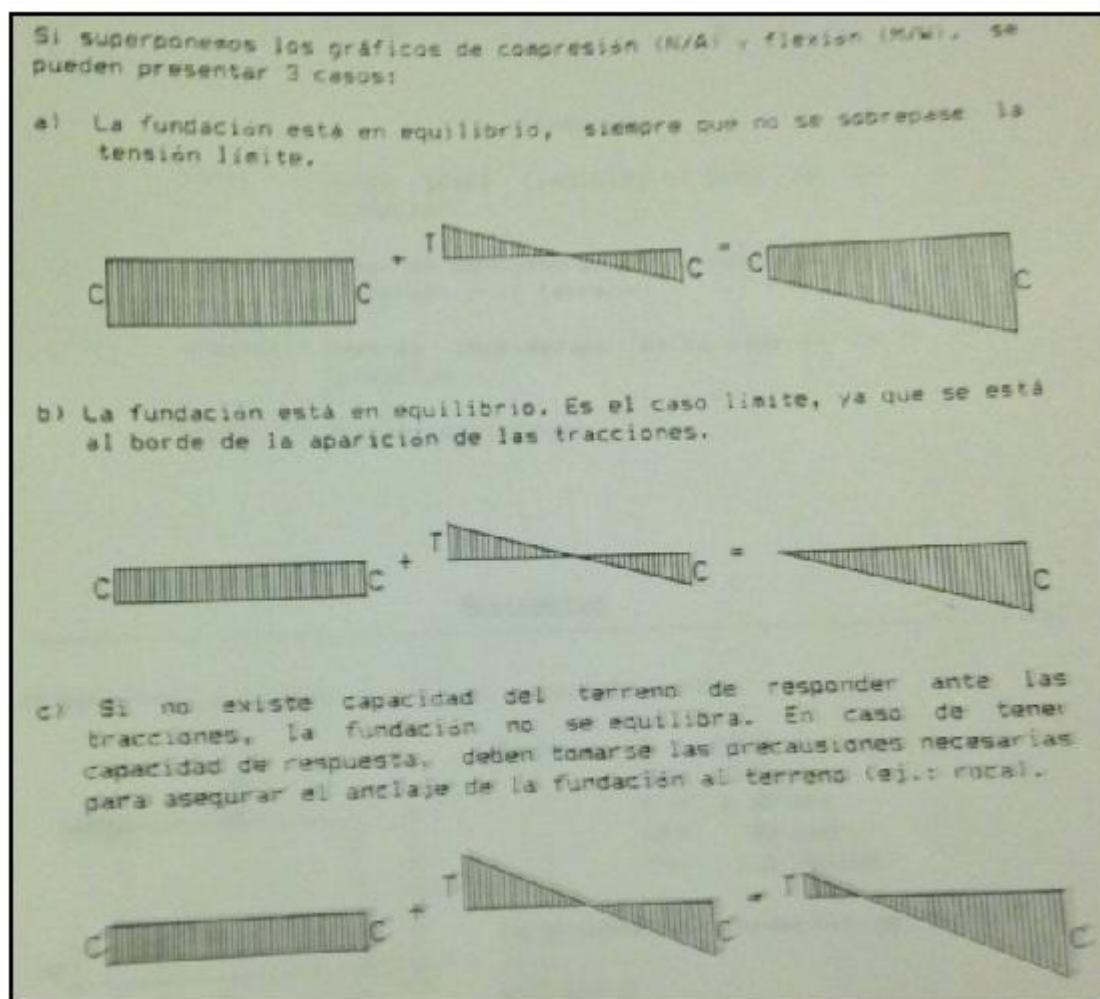 Si superponemos los gráficos de compresión (N/A) y flexión (M/W), se
pueden presentar 3 casos:
a) La fundación está en equilibrio, siempre que no se sobrepase la
tensión límite.
C C + T C = C C
b) La fundación está en equilibrio. Es el caso límite, ya que se está
al borde de la aparición de las tracciones.
C C + T C = C
c) Si no existe capacidad del terreno de responder ante las
tracciones, la fundación no se equilibra. En caso de tener
capacidad de respuesta, deben tomarse las precausiones necesarias
para asegurar el anclaje de la fundación al terreno (ej.: roca).
C C + T C = T C